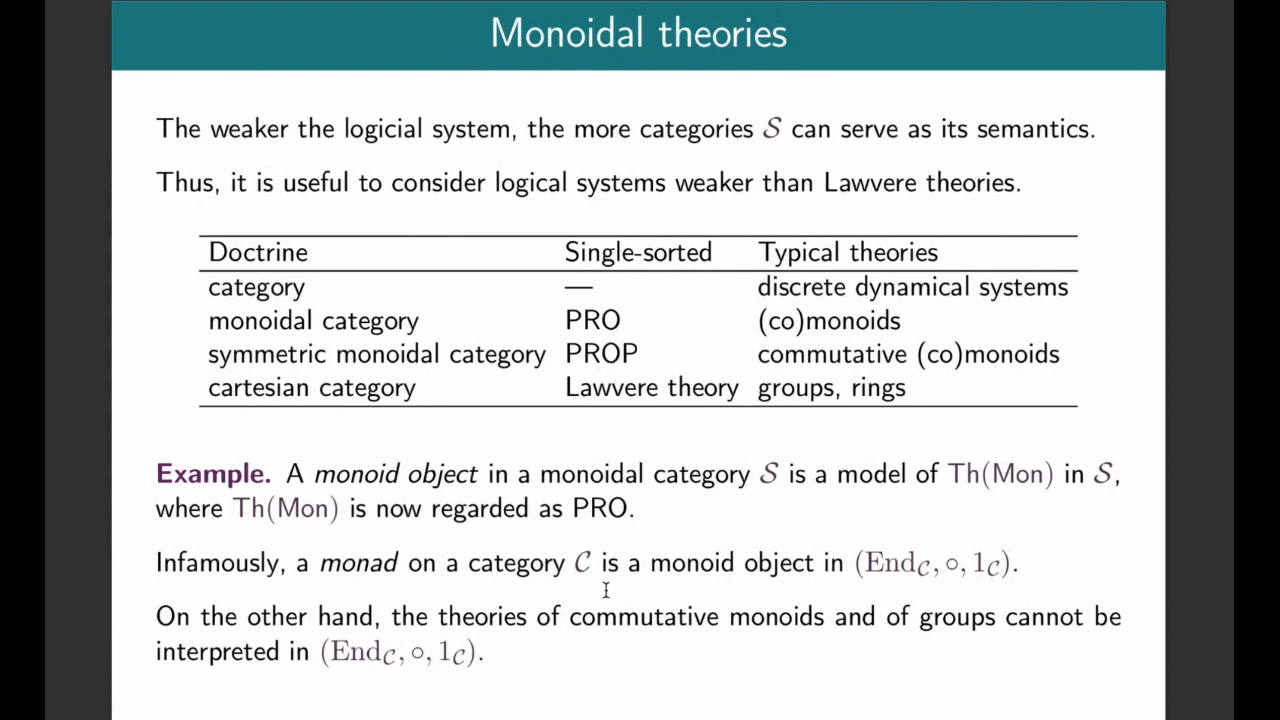 Monoidal theories
The weaker the logicial system, the more categories 𝒮 can serve as its semantics.
Thus, it is useful to consider logical systems weaker than Lawvere theories.
Doctrine Single-sorted Typical theories
category — discrete dynamical systems
monoidal category PRO (co)monoids
symmetric monoidal category PROP commutative (co)monoids
cartesian category Lawvere theory groups, rings
Example. A monoid object in a monoidal category 𝒮 is a model of Th(Mon) in 𝒮,
where Th(Mon) is now regarded as PRO.
Infamously, a monad on a category 𝒞 is a monoid object in (End𝒞, ∘, 1𝒞).
On the other hand, the theories of commutative monoids and of groups cannot be
interpreted in (End𝒞, ∘, 1𝒞).